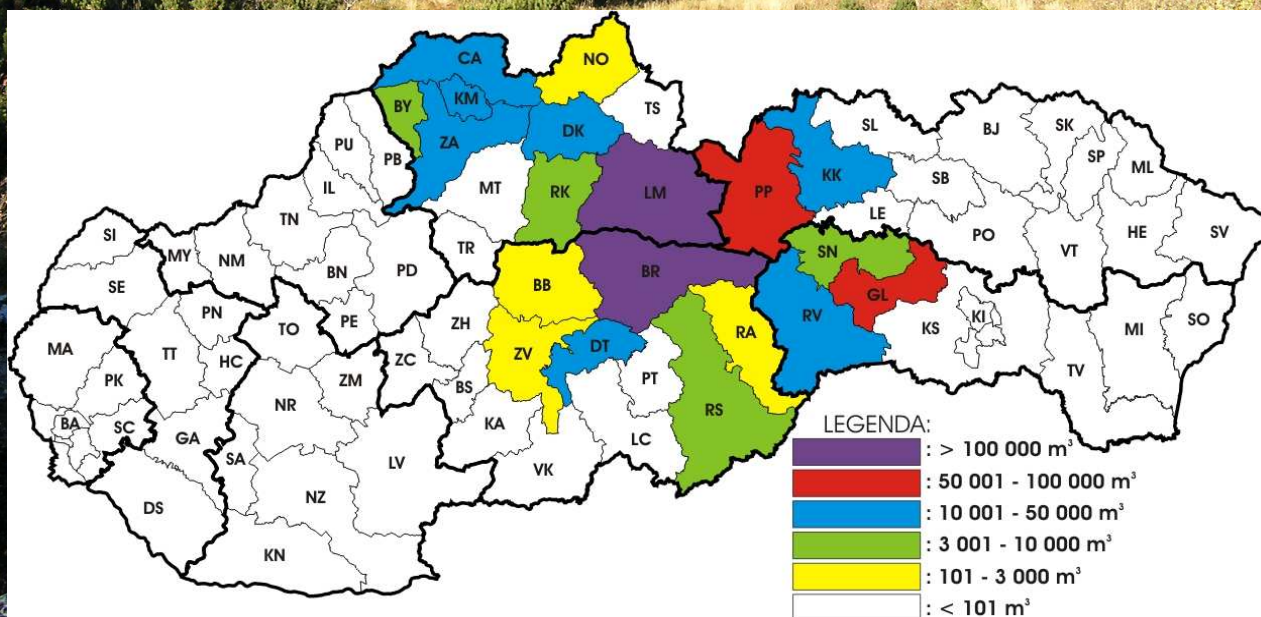 CA
NO
BY
KM
TS
DK
ZA
PU
PB
IL
MT
RK
LM
PP
KK
SL
BJ
SK
SP
ML
SB
LE
PO
VT
HE
SV
TN
SI
MY
NM
SE
BN
PD
TR
PE
BB
BR
SN
GL
RV
KS
KI
MI
SO
TV
MA
TT
PN
HC
TO
ZH
ZC
ZV
DT
RA
PT
RS
PK
BA
SC
GA
NR
ZM
BS
KA
LC
VK
SA
LV
NZ
DS
KN
LEGENDA:
: > 100 000 m³
: 50 001 - 100 000 m³
: 10 001 - 50 000 m³
: 3 001 - 10 000 m³
: 101 - 3 000 m³
: < 101 m³